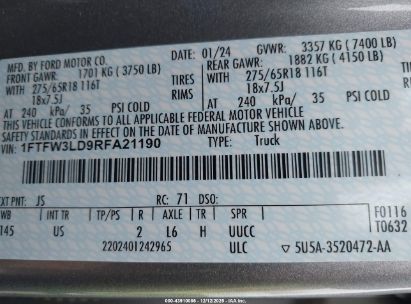 MFD. BY FORD MOTOR CO. 01/24 GVWR: 3357 KG ( 7400 LB)
FRONT GAWR: 1701 KG ( 3750 LB) REAR GAWR: 1882 KG ( 4150 LB)
WITH 275/65R18 116T TIRES WITH 275/65R18 116T
18x7.5J RIMS 18x7.5J
AT 240 kPa/ 35 PSI COLD AT 240 kPa/ 35 PSI COLD
THIS VEHICLE CONFORMS TO ALL APPLICABLE FEDERAL MOTOR VEHICLE
SAFETY STANDARDS IN EFFECT ON THE DATE OF MANUFACTURE SHOWN ABOVE.
VIN: 1FTFW3LD9RFA21190 TYPE: Truck
EXT PNT: JS RC: 71 DSO:
WB INT TR TP/PS R AXLE TR SPR F0116
145 US 2 L6 H UUCC T0632
2202401242965 ULC 5U5A-3520472-AA